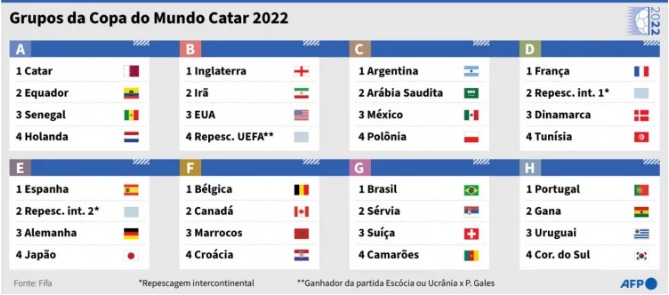 Grupos da Copa do Mundo Catar 2022
2022
A
1 Catar
2 Equador
3 Senegal
4 Holanda
B
1 Inglaterra
2 Irã
3 EUA
4 Repesc. UEFA**
C
1 Argentina
2 Arábia Saudita
3 México
4 Polônia
D
1 França
2 Repesc. int. 1*
3 Dinamarca
4 Tunísia
E
1 Espanha
2 Repesc. int. 2*
3 Alemanha
4 Japão
F
1 Bélgica
2 Canadá
3 Marrocos
4 Croácia
G
1 Brasil
2 Sérvia
3 Suíça
4 Camarões
H
1 Portugal
2 Gana
3 Uruguai
4 Cor. do Sul
Fonte: Fifa
*Repescagem intercontinental
**Ganhador da partida Escócia ou Ucrânia x P. Gales
AFP